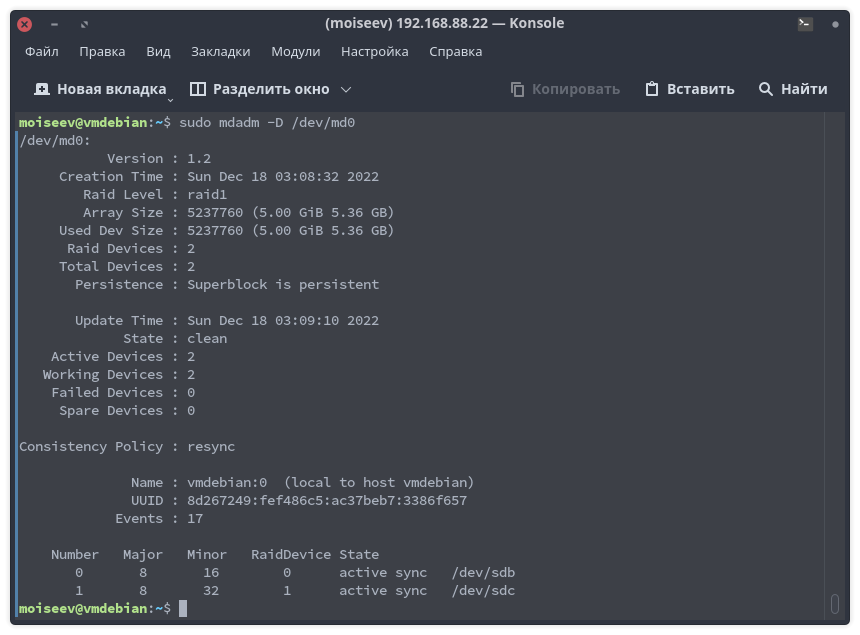 (moiseev) 192.168.88.22 — Konsole
Файл Правка Вид Закладки Модули Настройка Справка
Новая вкладка Разделить окно Копировать Вставить Найти
moiseev@vmdebian:~$ sudo mdadm -D /dev/md0
/dev/md0:
Version : 1.2
Creation Time : Sun Dec 18 03:08:32 2022
Raid Level : raid1
Array Size : 5237760 (5.00 GiB 5.36 GB)
Used Dev Size : 5237760 (5.00 GiB 5.36 GB)
Raid Devices : 2
Total Devices : 2
Persistence : Superblock is persistent
Update Time : Sun Dec 18 03:09:10 2022
State : clean
Active Devices : 2
Working Devices : 2
Failed Devices : 0
Spare Devices : 0
Consistency Policy : resync
Name : vmdebian:0 (local to host vmdebian)
UUID : 8d267249:fef486c5:ac37beb7:3386f657
Events : 17
Number Major Minor RaidDevice State
0 8 16 0 active sync /dev/sdb
1 8 32 1 active sync /dev/sdc
moiseev@vmdebian:~$